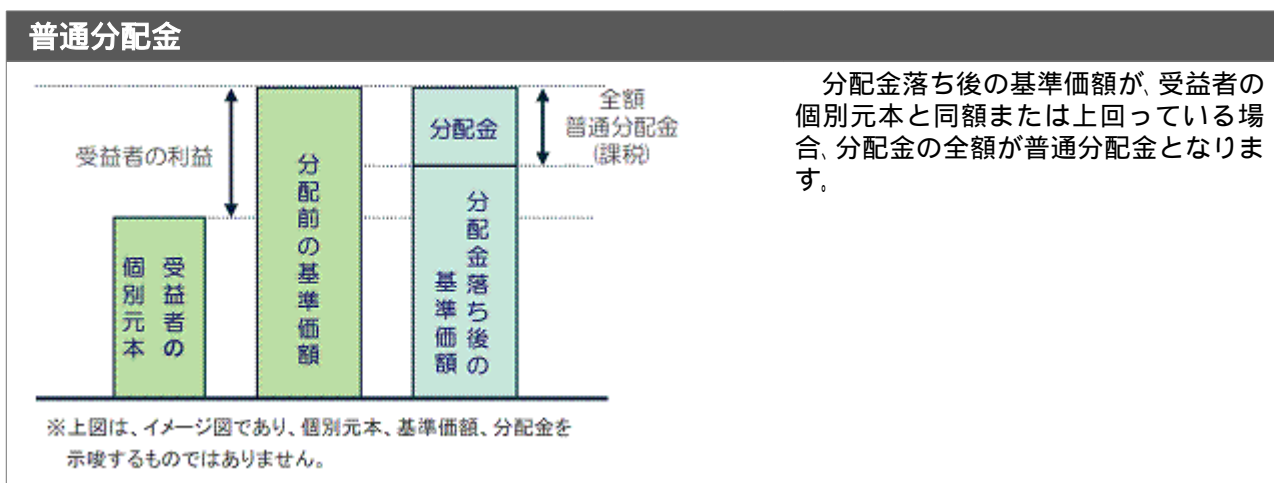 普通分配金
全額
普通分配金
(課税)
分配金
受益者の利益
受益者の
個別元本
分配前の基準価額
分配金落ち後の
基準価額
※上図は、イメージ図であり、個別元本、基準価額、分配金を
示唆するものではありません。
分配金落ち後の基準価額が、受益者の
個別元本と同額または上回っている場
合、分配金の全額が普通分配金となりま
す。